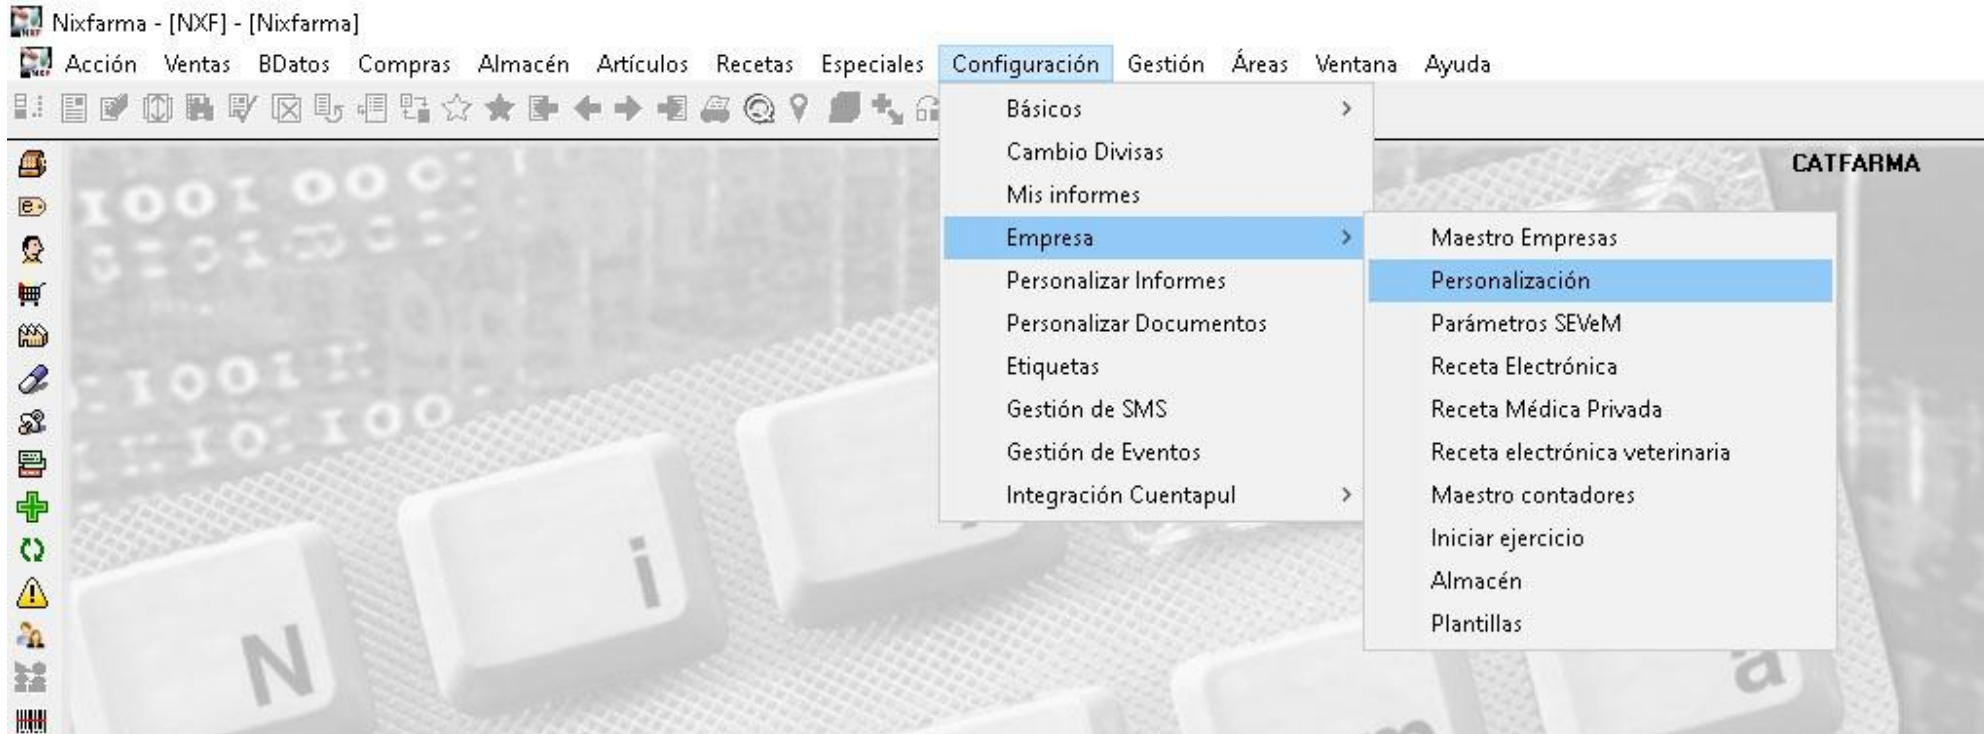 Nixfarma - [NXF] - [Nixfarma]
Acción Ventas BDatos Compras Almacén Artículos Recetas Especiales Configuración Gestión Áreas Ventana Ayuda
Básicos
Cambio Divisas
Mis informes
Empresa
Personalizar Informes
Personalizar Documentos
Etiquetas
Gestión de SMS
Gestión de Eventos
Integración Cuentapul
CATFARMA
Maestro Empresas
Personalización
Parámetros SEVeM
Receta Electrónica
Receta Médica Privada
Receta electrónica veterinaria
Maestro contadores
Iniciar ejercicio
Almacén
Plantillas
N i a